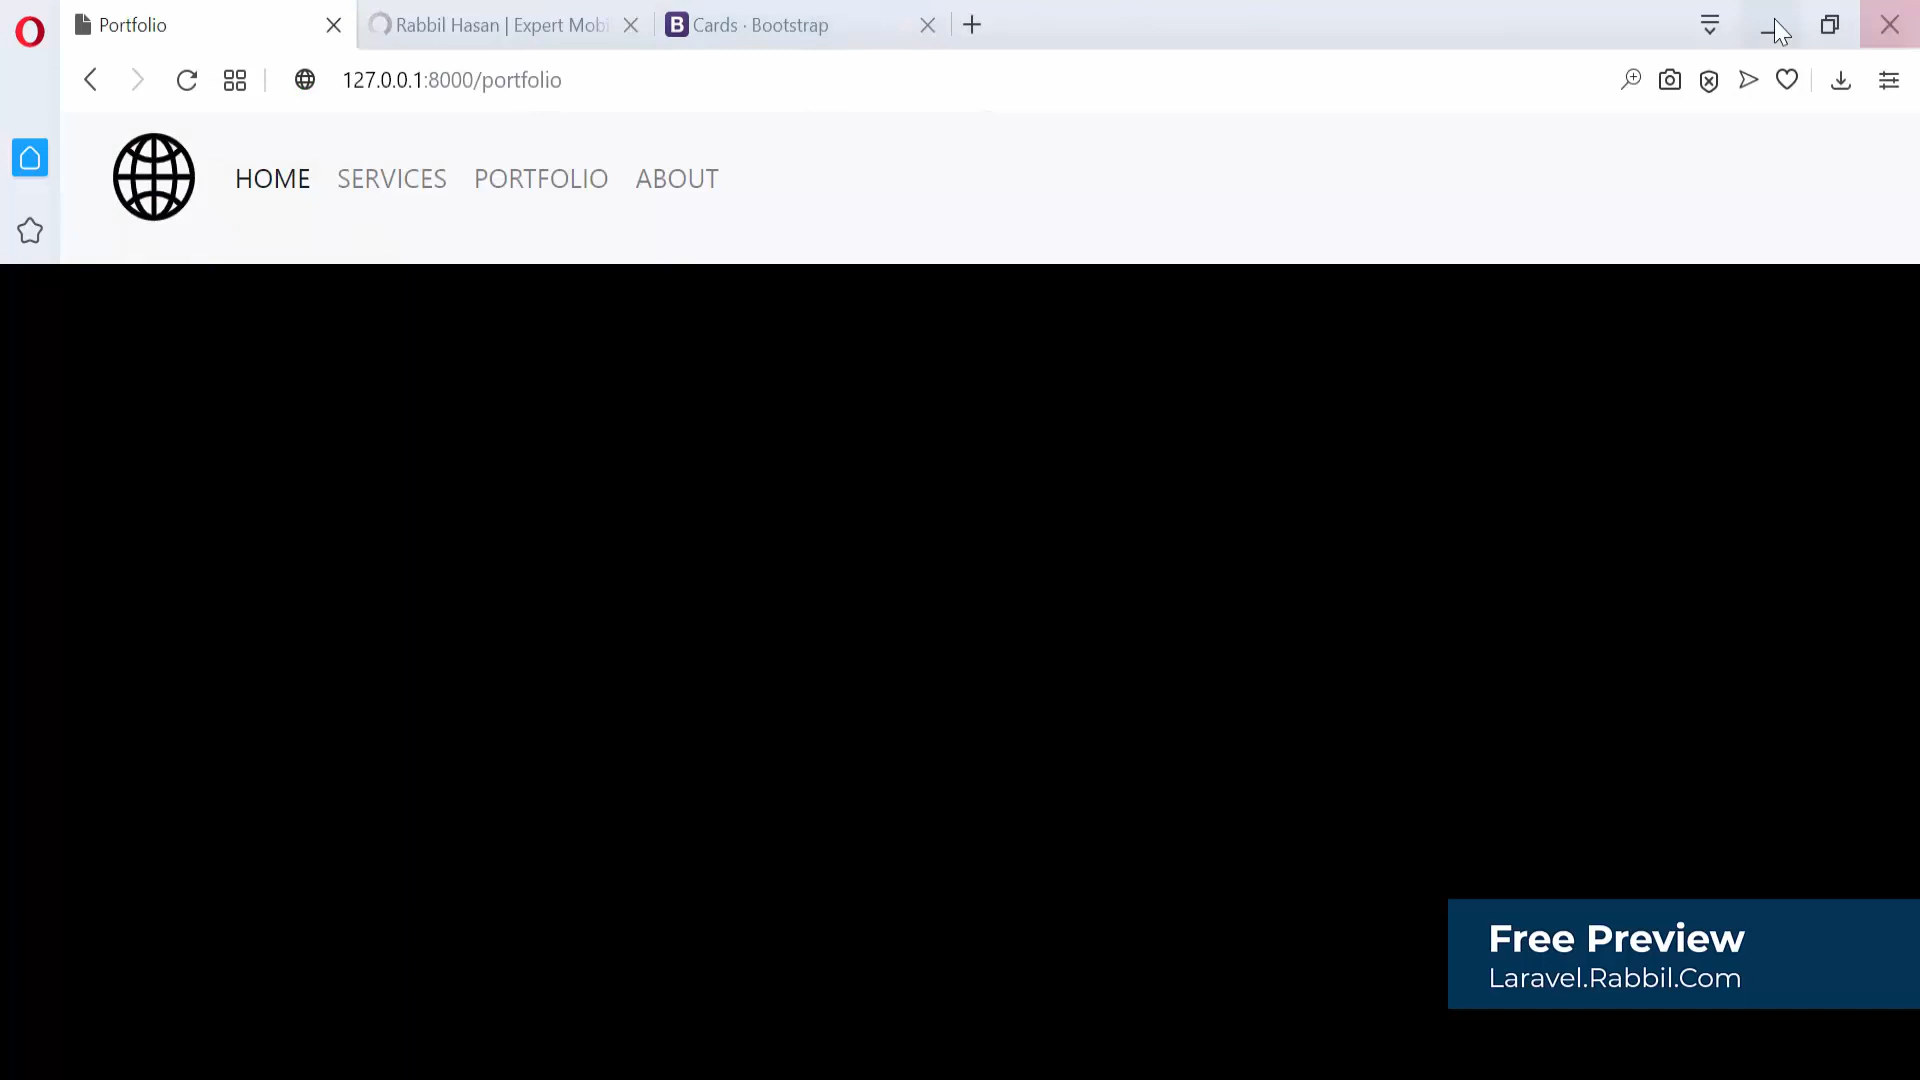 Portfolio
Rabbil Hasan | Expert Mobi
B Cards · Bootstrap
127.0.0.1:8000/portfolio
HOME SERVICES PORTFOLIO ABOUT
Free Preview
Laravel.Rabbil.Com